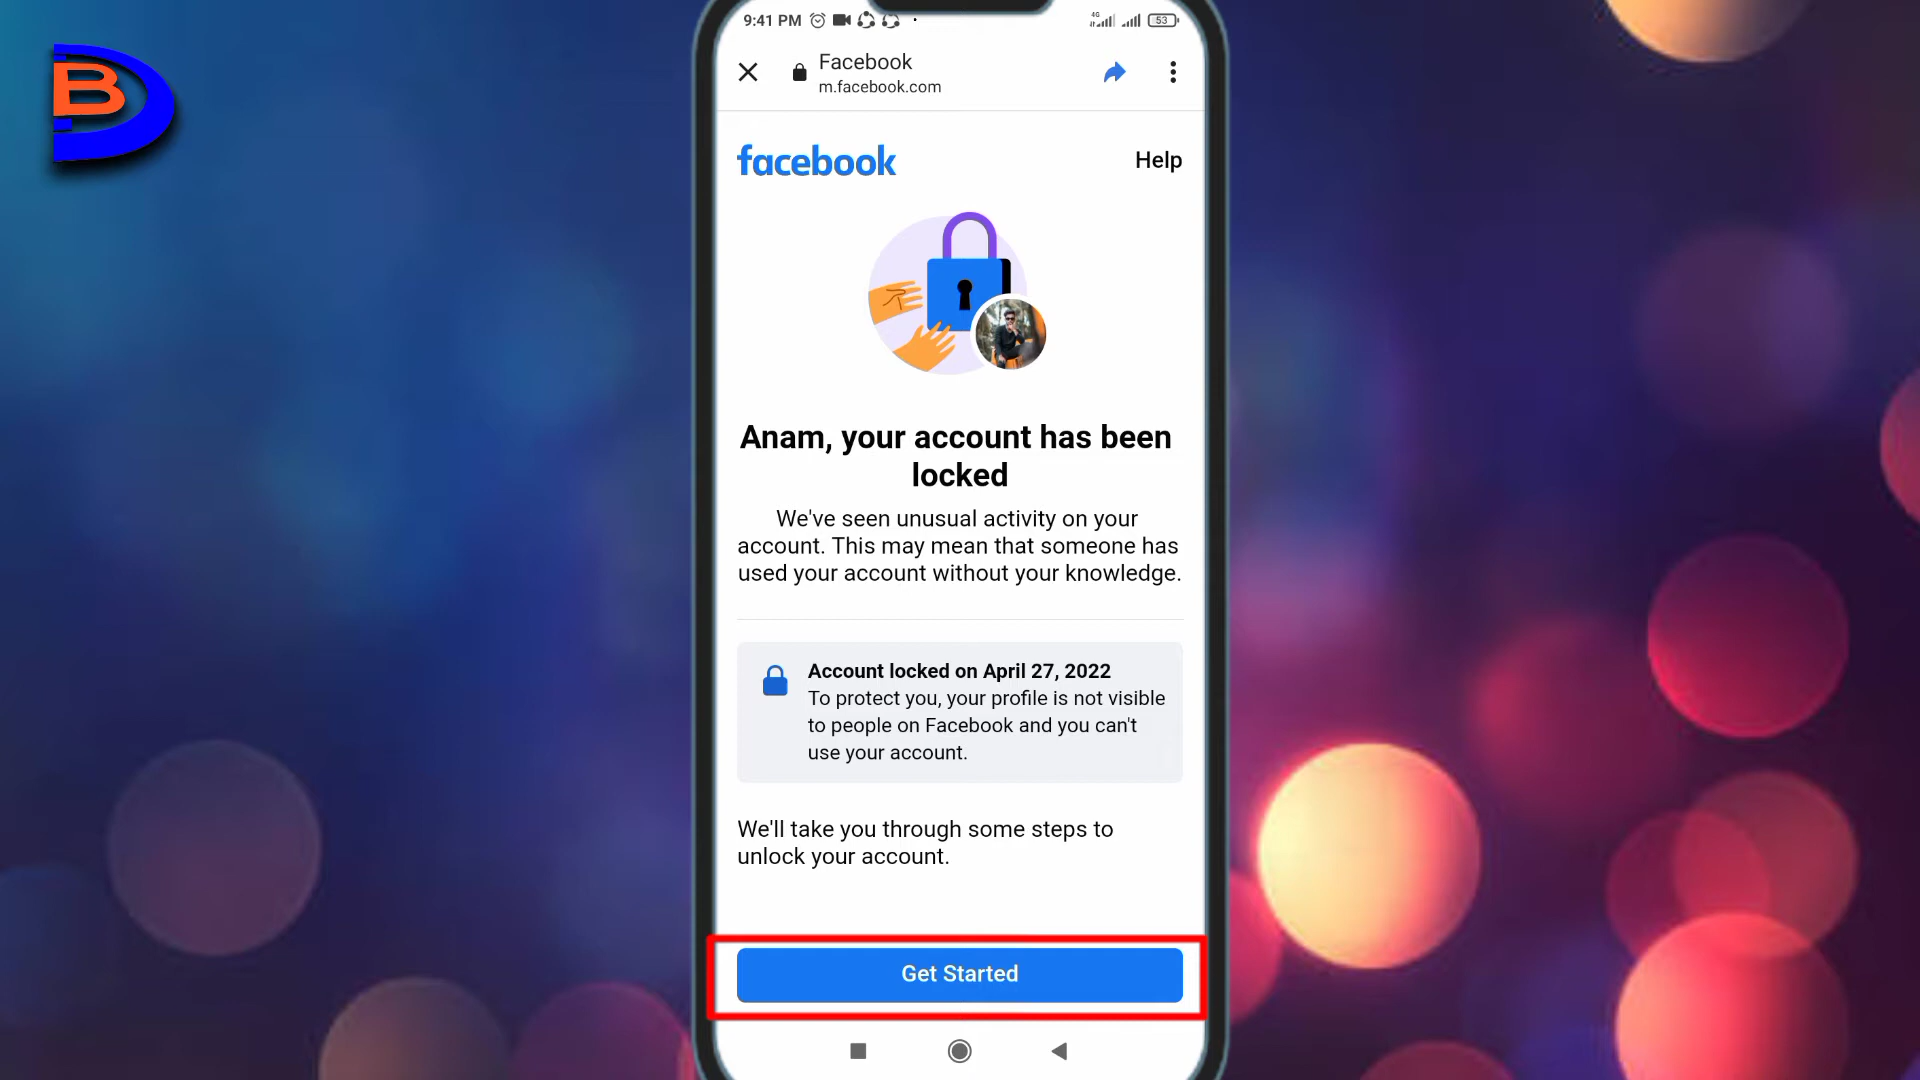 B
9:41 PM
4G
53
Facebook
m.facebook.com
facebook
Help
Anam, your account has been
locked
We've seen unusual activity on your
account. This may mean that someone has
used your account without your knowledge.
Account locked on April 27, 2022
To protect you, your profile is not visible
to people on Facebook and you can't
use your account.
We'll take you through some steps to
unlock your account.
Get Started